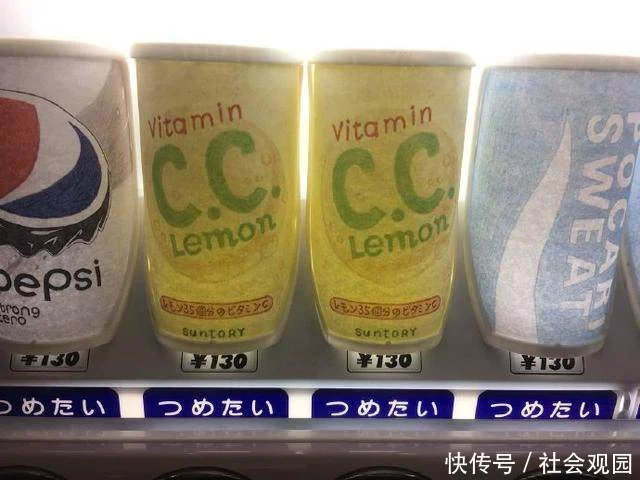 pepsi
strong
zero
Vitamin
C.C.
Lemon
レモン35個分のビタミンC
SUNTORY
Vitamin
C.C.
Lemon
レモン35個分のビタミンC
SUNTORY
POCARI
SWEAT
¥130
¥130
¥130
¥130
つめたい
つめたい
つめたい
つめたい
快传号／社会观园